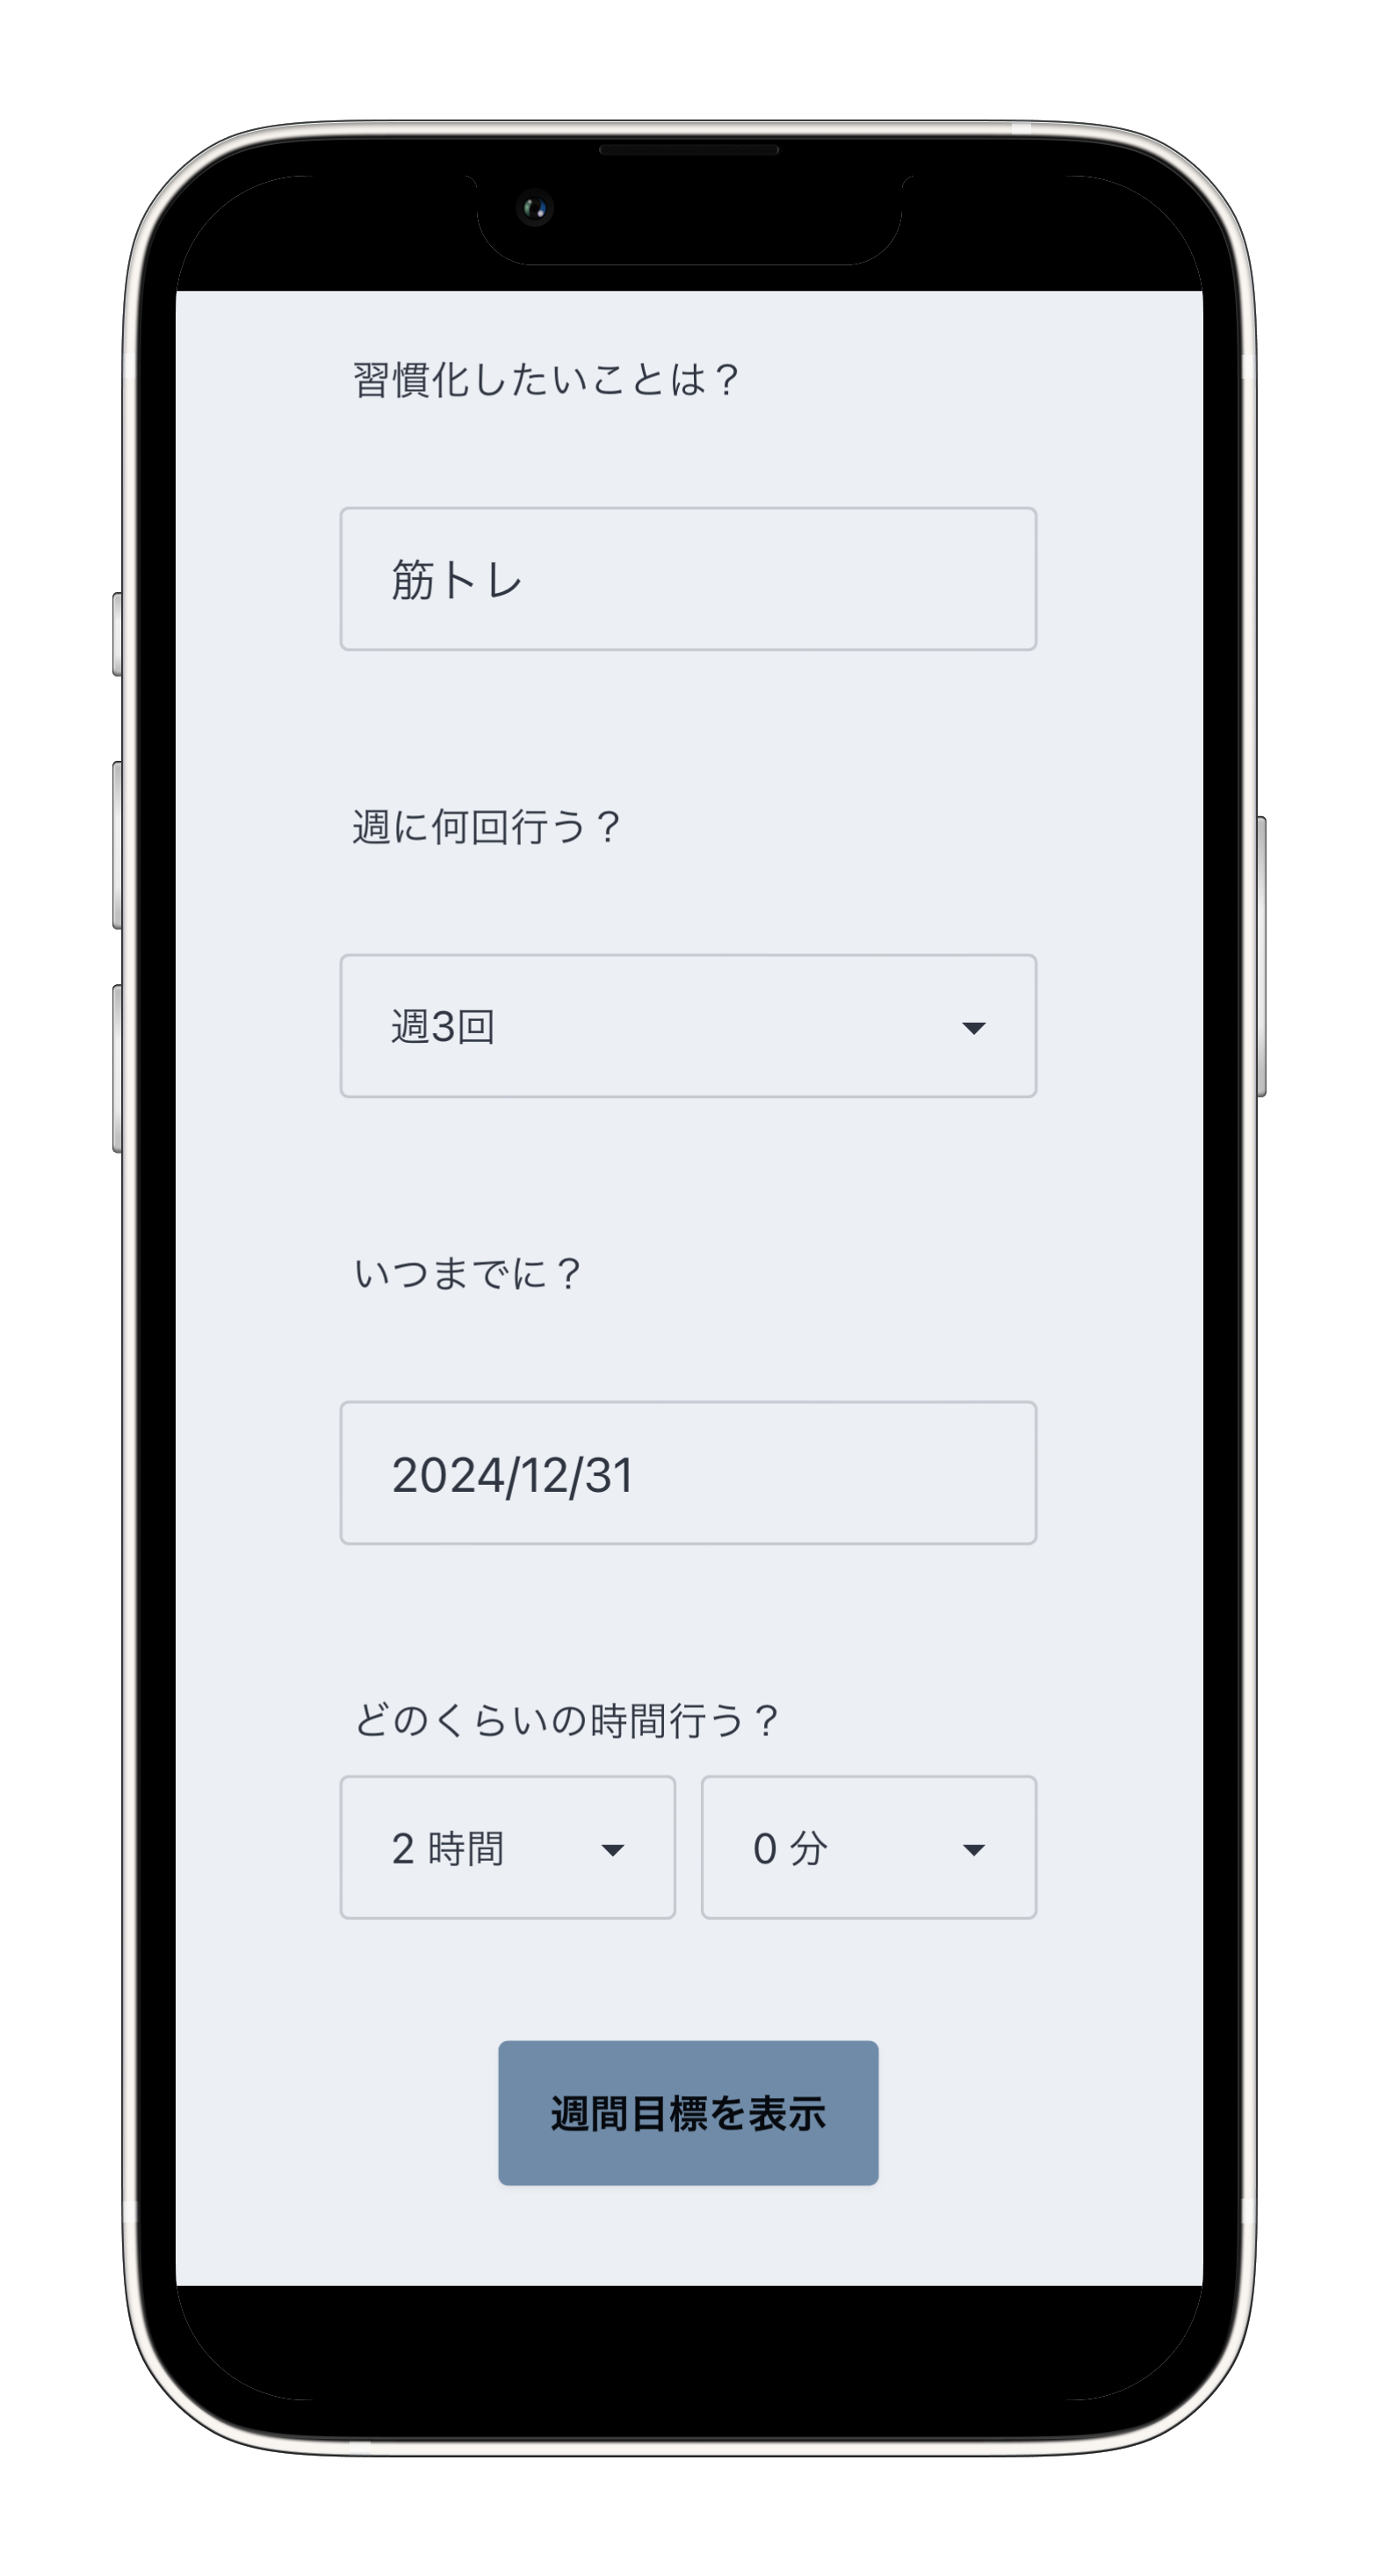 習慣化したいことは？
筋トレ
週に何回行う？
週3回
いつまでに？
2024/12/31
どのくらいの時間行う？
2 時間
0 分
週間目標を表示